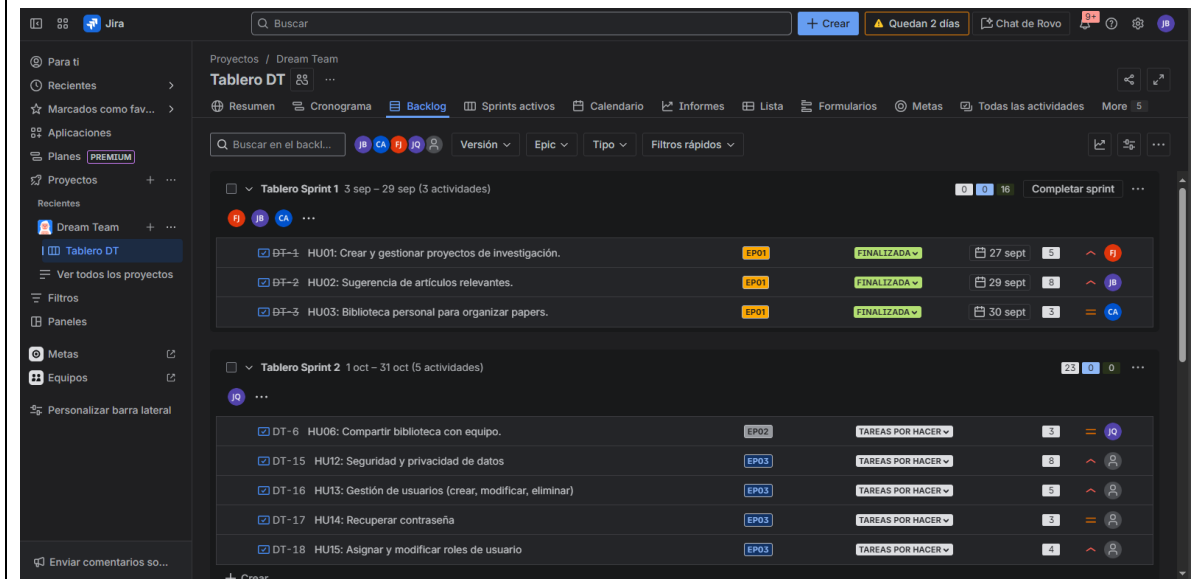 Jira
Buscar
+ Crear
Quedan 2 días
Chat de Rovo
9+
JB
Para ti
Recientes
Marcados como fav...
Aplicaciones
Planes PREMIUM
Proyectos
Recientes
Dream Team
Tablero DT
Ver todos los proyectos
Filtros
Paneles
Metas
Equipos
Personalizar barra lateral
Enviar comentarios so...
Proyectos / Dream Team
Tablero DT
Resumen Cronograma Backlog Sprints activos Calendario Informes Lista Formularios Metas Todas las actividades More 5
Buscar en el backl... JB CA FJ JQ Versión Epic Tipo Filtros rápidos
Tablero Sprint 1 3 sep – 29 sep (3 actividades) 0 0 16 Completar sprint
FJ JB CA
DT-1 HU01: Crear y gestionar proyectos de investigación. EP01 FINALIZADA 27 sept 5 FJ
DT-2 HU02: Sugerencia de artículos relevantes. EP01 FINALIZADA 29 sept 8 JB
DT-3 HU03: Biblioteca personal para organizar papers. EP01 FINALIZADA 30 sept 3 CA
Tablero Sprint 2 1 oct – 31 oct (5 actividades) 23 0 0
JQ
DT-6 HU06: Compartir biblioteca con equipo. EP02 TAREAS POR HACER 3 JQ
DT-15 HU12: Seguridad y privacidad de datos EP03 TAREAS POR HACER 8
DT-16 HU13: Gestión de usuarios (crear, modificar, eliminar) EP03 TAREAS POR HACER 5
DT-17 HU14: Recuperar contraseña EP03 TAREAS POR HACER 3
DT-18 HU15: Asignar y modificar roles de usuario EP03 TAREAS POR HACER 4
+ Crear